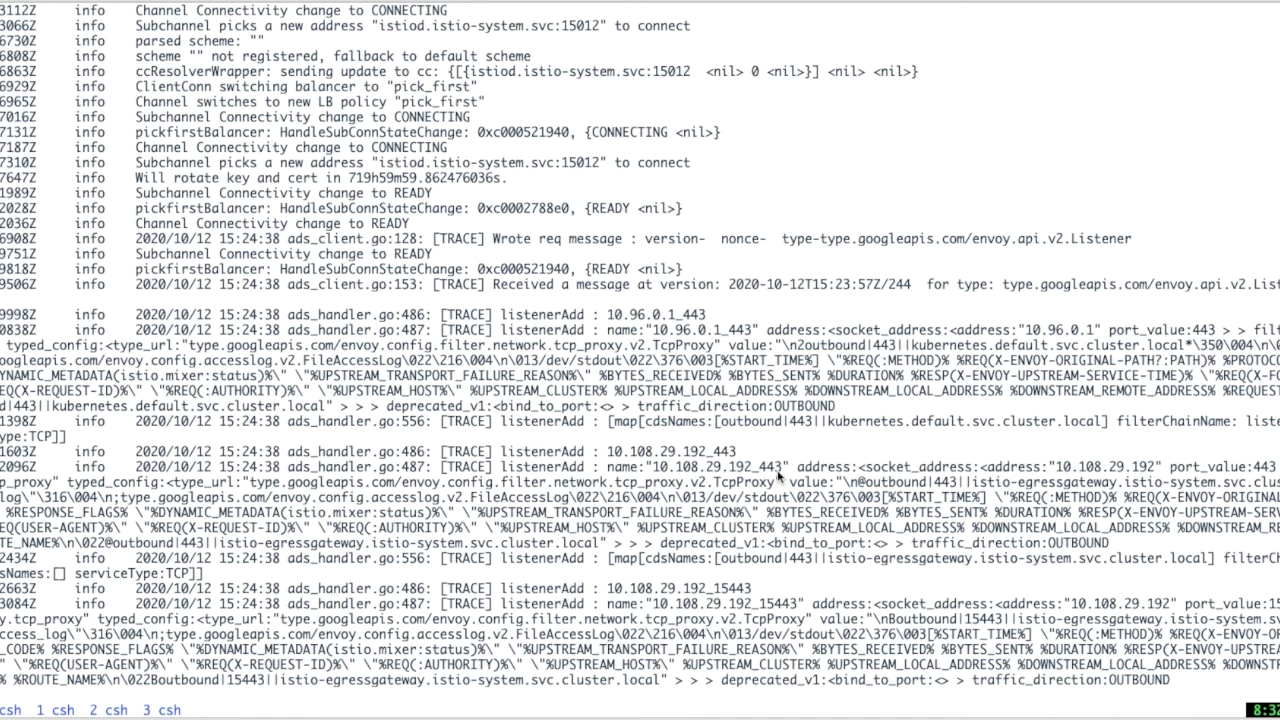 3112Z     info    Channel Connectivity change to CONNECTING
3066Z     info    Subchannel picks a new address "istiod.istio-system.svc:15012" to connect
6730Z     info    parsed scheme: ""
6808Z     info    scheme "" not registered, fallback to default scheme
6863Z     info    ccResolverWrapper: sending update to cc: {[{istiod.istio-system.svc:15012  <nil> 0 <nil>}] <nil> <nil>}
6929Z     info    ClientConn switching balancer to "pick_first"
6965Z     info    Channel switches to new LB policy "pick_first"
7016Z     info    Subchannel Connectivity change to CONNECTING
7131Z     info    pickfirstBalancer: HandleSubConnStateChange: 0xc000521940, {CONNECTING <nil>}
7187Z     info    Channel Connectivity change to CONNECTING
7310Z     info    Subchannel picks a new address "istiod.istio-system.svc:15012" to connect
7647Z     info    Will rotate key and cert in 719h59m59.862476036s.
1989Z     info    Subchannel Connectivity change to READY
2028Z     info    pickfirstBalancer: HandleSubConnStateChange: 0xc0002788e0, {READY <nil>}
2036Z     info    Channel Connectivity change to READY
6908Z     info    2020/10/12 15:24:38 ads_client.go:128: [TRACE] Wrote req message : version-  nonce-  type-type.googleapis.com/envoy.api.v2.Listener
9751Z     info    Subchannel Connectivity change to READY
9818Z     info    pickfirstBalancer: HandleSubConnStateChange: 0xc000521940, {READY <nil>}
9506Z     info    2020/10/12 15:24:38 ads_client.go:153: [TRACE] Received a message at version: 2020-10-12T15:23:57Z/244  for type: type.googleapis.com/envoy.api.v2.List
9998Z     info    2020/10/12 15:24:38 ads_handler.go:486: [TRACE] listenerAdd : 10.96.0.1_443
0838Z     info    2020/10/12 15:24:38 ads_handler.go:487: [TRACE] listenerAdd : name:"10.96.0.1_443" address:<socket_address:<address:"10.96.0.1" port_value:443 > > filt
typed_config:<type_url:"type.googleapis.com/envoy.config.filter.network.tcp_proxy.v2.TcpProxy" value:"\n2outbound|443||kubernetes.default.svc.cluster.local*\350\004\n\0
oogleapis.com/envoy.config.accesslog.v2.FileAccessLog\022\216\004\n\013/dev/stdout\022\376\003[%START_TIME%] \"%REQ(:METHOD)% %REQ(X-ENVOY-ORIGINAL-PATH?:PATH)% %PROTOC
DYNAMIC_METADATA(istio.mixer:status)%\" \"%UPSTREAM_TRANSPORT_FAILURE_REASON%\" %BYTES_RECEIVED% %BYTES_SENT% %DURATION% %RESP(X-ENVOY-UPSTREAM-SERVICE-TIME)% \"%REQ(X-FO
EQ(X-REQUEST-ID)%\" \"%REQ(:AUTHORITY)%\" \"%UPSTREAM_HOST%\" %UPSTREAM_CLUSTER% %UPSTREAM_LOCAL_ADDRESS% %DOWNSTREAM_LOCAL_ADDRESS% %DOWNSTREAM_REMOTE_ADDRESS% %REQUEST
d|443||kubernetes.default.svc.cluster.local" > > > deprecated_v1:<bind_to_port:<> > traffic_direction:OUTBOUND
1398Z     info    2020/10/12 15:24:38 ads_handler.go:556: [TRACE] listenerAdd : [map[cdsNames:[outbound|443||kubernetes.default.svc.cluster.local] filterChainName: liste
ype:TCP]]
1603Z     info    2020/10/12 15:24:38 ads_handler.go:486: [TRACE] listenerAdd : 10.108.29.192_443
2096Z     info    2020/10/12 15:24:38 ads_handler.go:487: [TRACE] listenerAdd : name:"10.108.29.192_443" address:<socket_address:<address:"10.108.29.192" port_value:443
p_proxy" typed_config:<type_url:"type.googleapis.com/envoy.config.filter.network.tcp_proxy.v2.TcpProxy" value:"\n@outbound|443||istio-egressgateway.istio-system.svc.clus
log\"\316\004\n;type.googleapis.com/envoy.config.accesslog.v2.FileAccessLog\022\216\004\n\013/dev/stdout\022\376\003[%START_TIME%] \"%REQ(:METHOD)% %REQ(X-ENVOY-ORIGINAL
%RESPONSE_FLAGS% \"%DYNAMIC_METADATA(istio.mixer:status)%\" \"%UPSTREAM_TRANSPORT_FAILURE_REASON%\" %BYTES_RECEIVED% %BYTES_SENT% %DURATION% %RESP(X-ENVOY-UPSTREAM-SERV
EQ(USER-AGENT)%\" \"%REQ(X-REQUEST-ID)%\" \"%REQ(:AUTHORITY)%\" \"%UPSTREAM_HOST%\" %UPSTREAM_CLUSTER% %UPSTREAM_LOCAL_ADDRESS% %DOWNSTREAM_LOCAL_ADDRESS% %DOWNSTREAM_R
TE_NAME%\n\022@outbound|443||istio-egressgateway.istio-system.svc.cluster.local" > > > deprecated_v1:<bind_to_port:<> > traffic_direction:OUTBOUND
2434Z     info    2020/10/12 15:24:38 ads_handler.go:556: [TRACE] listenerAdd : [map[cdsNames:[outbound|443||istio-egressgateway.istio-system.svc.cluster.local] filterCh
sNames:[] serviceType:TCP]]
2663Z     info    2020/10/12 15:24:38 ads_handler.go:486: [TRACE] listenerAdd : 10.108.29.192_15443
3084Z     info    2020/10/12 15:24:38 ads_handler.go:487: [TRACE] listenerAdd : name:"10.108.29.192_15443" address:<socket_address:<address:"10.108.29.192" port_value:15
y.tcp_proxy" typed_config:<type_url:"type.googleapis.com/envoy.config.filter.network.tcp_proxy.v2.TcpProxy" value:"\nBoutbound|15443||istio-egressgateway.istio-system.sv
ccess_log\"\316\004\n;type.googleapis.com/envoy.config.accesslog.v2.FileAccessLog\022\216\004\n\013/dev/stdout\022\376\003[%START_TIME%] \"%REQ(:METHOD)% %REQ(X-ENVOY-OR
_CODE% %RESPONSE_FLAGS% \"%DYNAMIC_METADATA(istio.mixer:status)%\" \"%UPSTREAM_TRANSPORT_FAILURE_REASON%\" %BYTES_RECEIVED% %BYTES_SENT% %DURATION% %RESP(X-ENVOY-UPSTREA
\"%REQ(USER-AGENT)%\" \"%REQ(X-REQUEST-ID)%\" \"%REQ(:AUTHORITY)%\" \"%UPSTREAM_HOST%\" %UPSTREAM_CLUSTER% %UPSTREAM_LOCAL_ADDRESS% %DOWNSTREAM_LOCAL_ADDRESS% %DOWNSTRE
% %ROUTE_NAME%\n\022Boutbound|15443||istio-egressgateway.istio-system.svc.cluster.local" > > > deprecated_v1:<bind_to_port:<> > traffic_direction:OUTBOUND
csh  1 csh  2 csh  3 csh
8:32